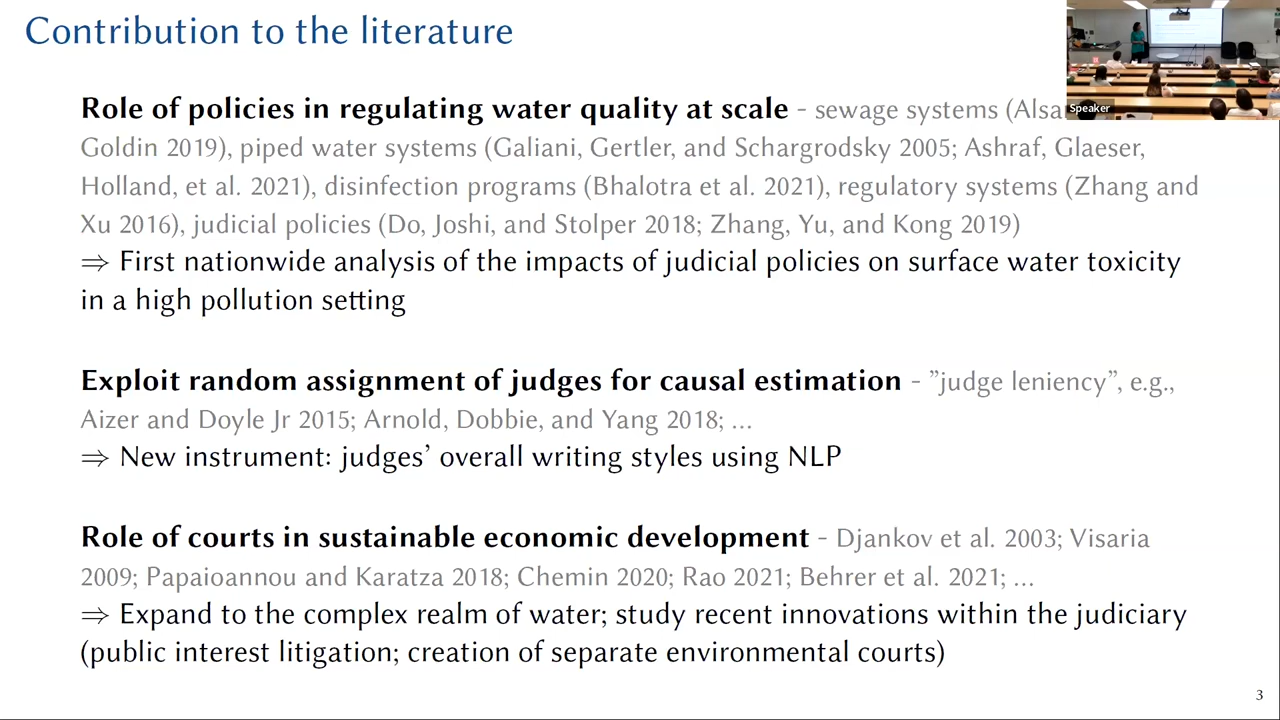 Contribution to the literature
Speaker
Role of policies in regulating water quality at scale - sewage systems
Goldin 2019), piped water systems (Galiani, Gertler, and Schargrodsky 2005; Ashraf, Glaeser,
Holland, et al. 2021), disinfection programs (Bhalotra et al. 2021), regulatory systems (Zhang and
Xu 2016), judicial policies (Do, Joshi, and Stolper 2018; Zhang, Yu, and Kong 2019)
⇒ First nationwide analysis of the impacts of judicial policies on surface water toxicity
in a high pollution setting
Exploit random assignment of judges for causal estimation - ”judge leniency”, e.g.,
Aizer and Doyle Jr 2015; Arnold, Dobbie, and Yang 2018; ...
⇒ New instrument: judges’ overall writing styles using NLP
Role of courts in sustainable economic development - Djankov et al. 2003; Visaria
2009; Papaioannou and Karatza 2018; Chemin 2020; Rao 2021; Behrer et al. 2021; ...
⇒ Expand to the complex realm of water; study recent innovations within the judiciary
(public interest litigation; creation of separate environmental courts)
3